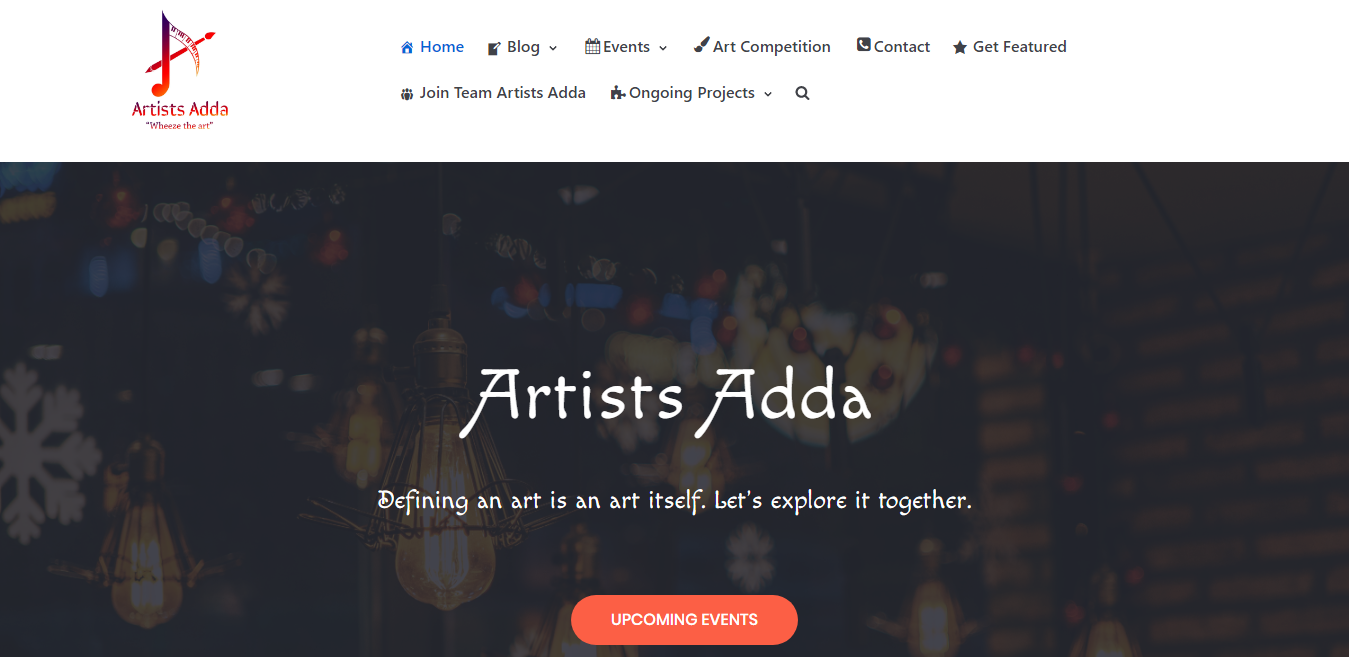 Artists Adda
"Wheeze the art"
Home Blog Events Art Competition Contact Get Featured
Join Team Artists Adda Ongoing Projects
Artists Adda
Defining an art is an art itself. Let's explore it together.
UPCOMING EVENTS